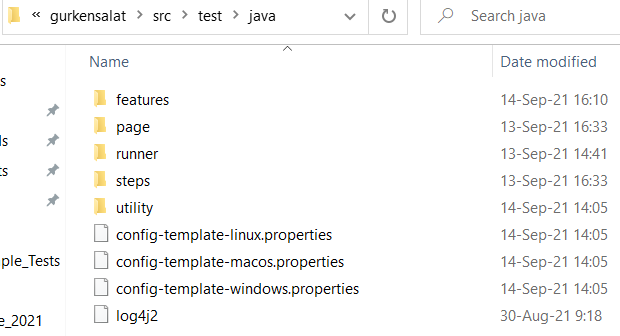 « gurkensalat > src > test > java
Search java
Name Date modified
features 14-Sep-21 16:10
page 13-Sep-21 16:33
runner 13-Sep-21 14:41
steps 13-Sep-21 16:33
utility 14-Sep-21 14:05
config-template-linux.properties 14-Sep-21 14:05
config-template-macos.properties 14-Sep-21 14:05
config-template-windows.properties 14-Sep-21 14:05
log4j2 30-Aug-21 9:18
ple_Tests
e_2021